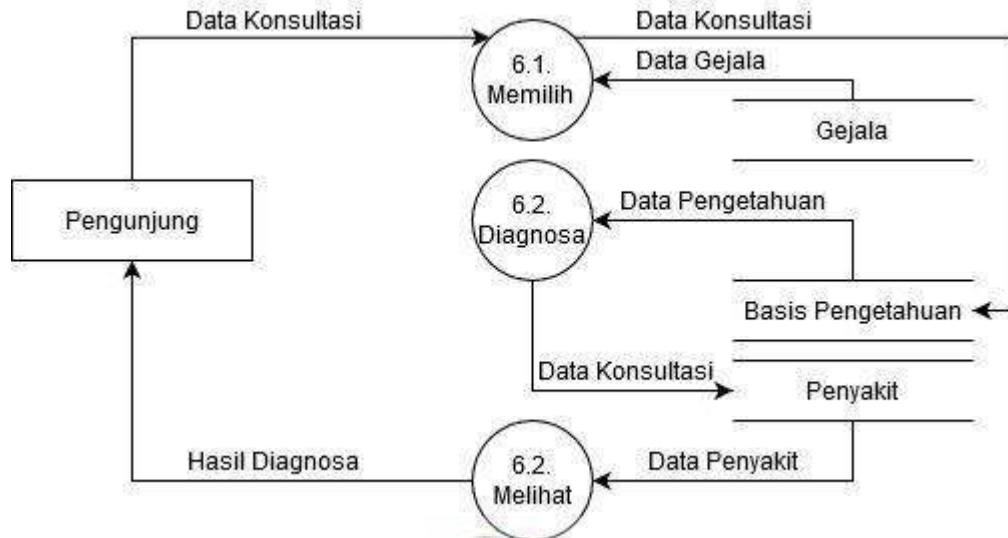 Data Konsultasi
Data Konsultasi
6.1.
Memilih
Data Gejala
Gejala
Pengunjung
6.2.
Diagnosa
Data Pengetahuan
Basis Pengetahuan
Data Konsultasi
Penyakit
Hasil Diagnosa
6.2.
Melihat
Data Penyakit